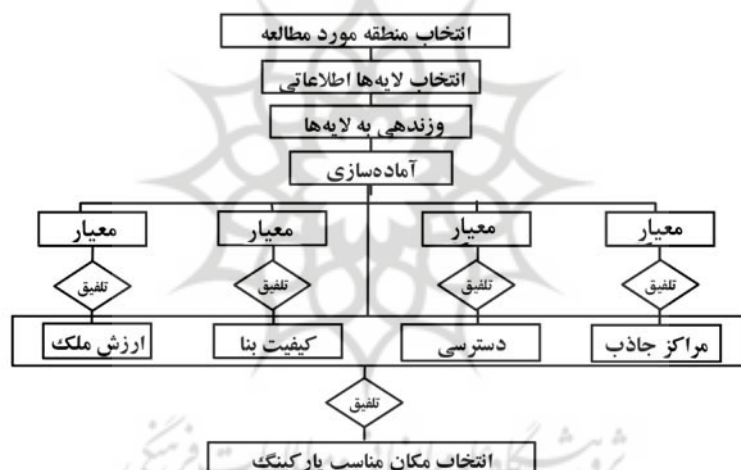 انتخاب منطقه مورد مطالعه
انتخاب لایه‌ها اطلاعاتی
وزندهی به لایه‌ها
آماده‌سازی
معیار معیار معیار معیار
تلفیق تلفیق تلفیق تلفیق
مراکز جاذب دسترسی کیفیت بنا ارزش ملک
تلفیق
انتخاب مکان مناسب پارکینگ